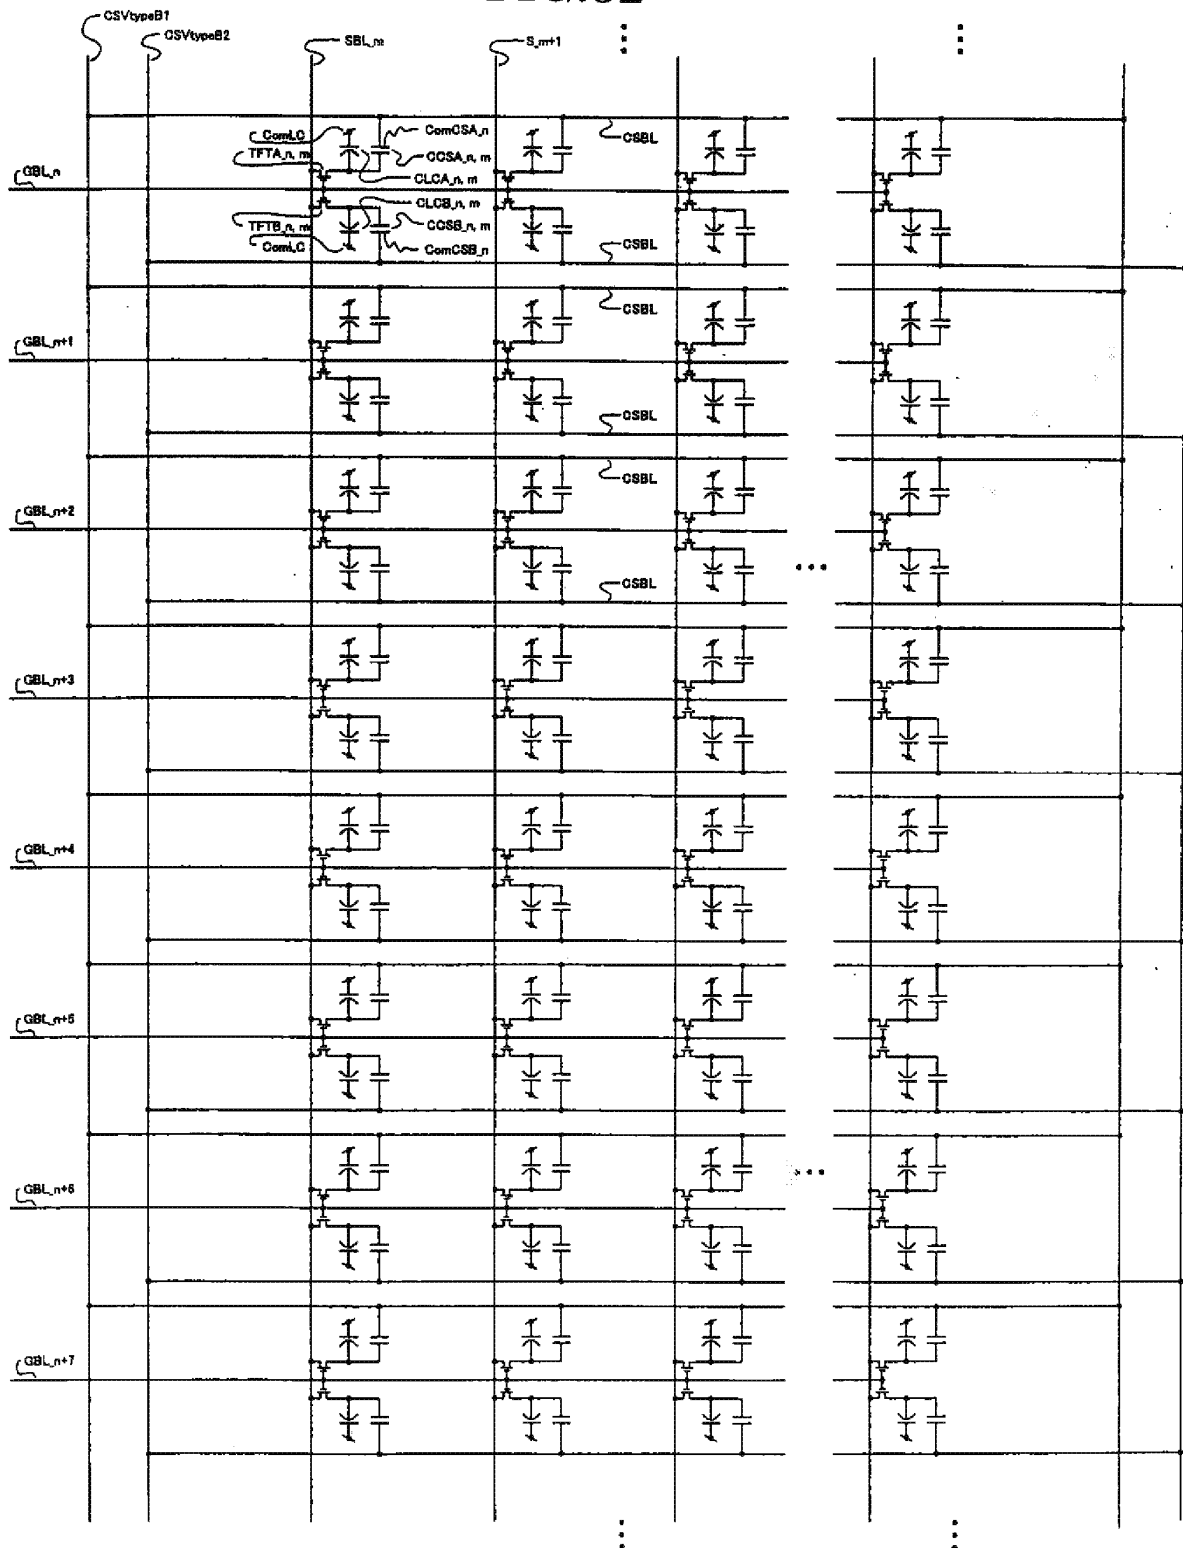 CSVtypeB1
CSVtypeB2
SBL_m
S_m+1
ComLC
ComCSA_n
CSBL
TFTA_n, m
CCSA_n, m
GBL_n
CLCA_n, m
CLCB_n, m
TFTB_n, m
CCSB_n, m
ComLC
ComCSB_n
CSBL
CSBL
GBL_n+1
CSBL
CSBL
GBL_n+2
CSBL
GBL_n+3
GBL_n+4
GBL_n+5
GBL_n+6
GBL_n+7